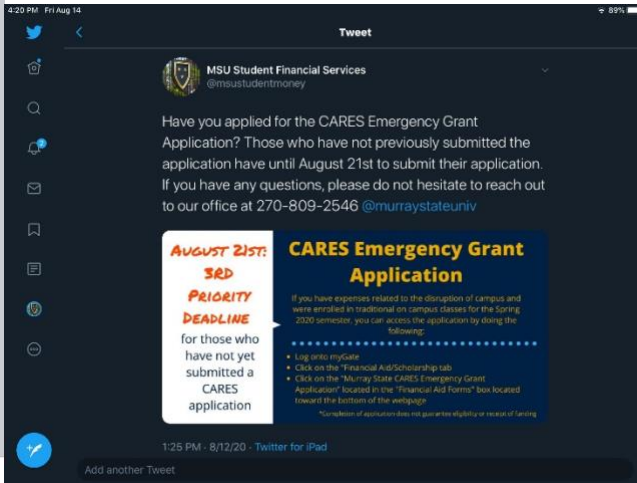 4:20 PM Fri Aug 14
89%
Tweet
MSU Student Financial Services
@msustudentmoney
2
Have you applied for the CARES Emergency Grant
Application? Those who have not previously submitted the
application have until August 21st to submit their application.
If you have any questions, please do not hesitate to reach out
to our office at 270-809-2546 @murraystateuniv
AUGUST 21ST:
3RD
PRIORITY
DEADLINE
for those who
have not yet
submitted a
CARES
application
CARES Emergency Grant
Application
If you have expenses related to the disruption of campus and
were enrolled in traditional on campus classes for the Spring
2020 semester, you can access the application by doing the
following:
• Log onto myGate
• Click on the "Financial Aid/Scholarship tab
• Click on the "Murray State CARES Emergency Grant
Application" located in the "Financial Aid Forms" box located
toward the bottom of the webpage
*Completion of application does not guarantee eligibility or receipt of funding
1:25 PM · 8/12/20 · Twitter for iPad
Add another Tweet